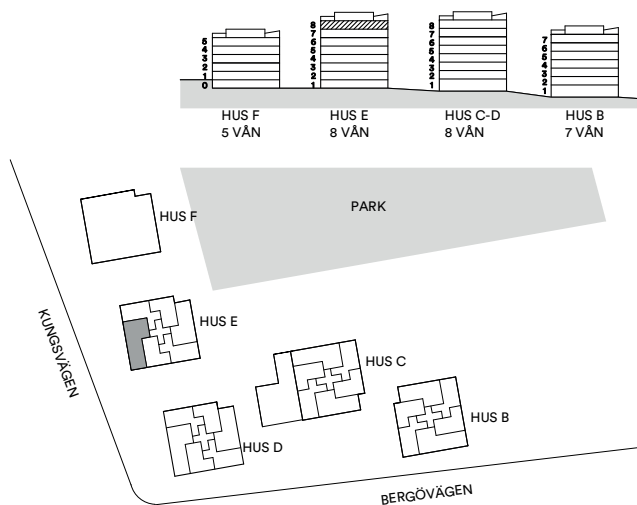 5
4
3
2
1
0
8
7
6
5
4
3
2
1
8
7
6
5
4
3
2
1
7
6
5
4
3
2
1
HUS F
5 VÅN
HUS E
8 VÅN
HUS C-D
8 VÅN
HUS B
7 VÅN
PARK
HUS F
HUS E
HUS C
HUS B
HUS D
KUNGSVÄGEN
BERGÖVÄGEN